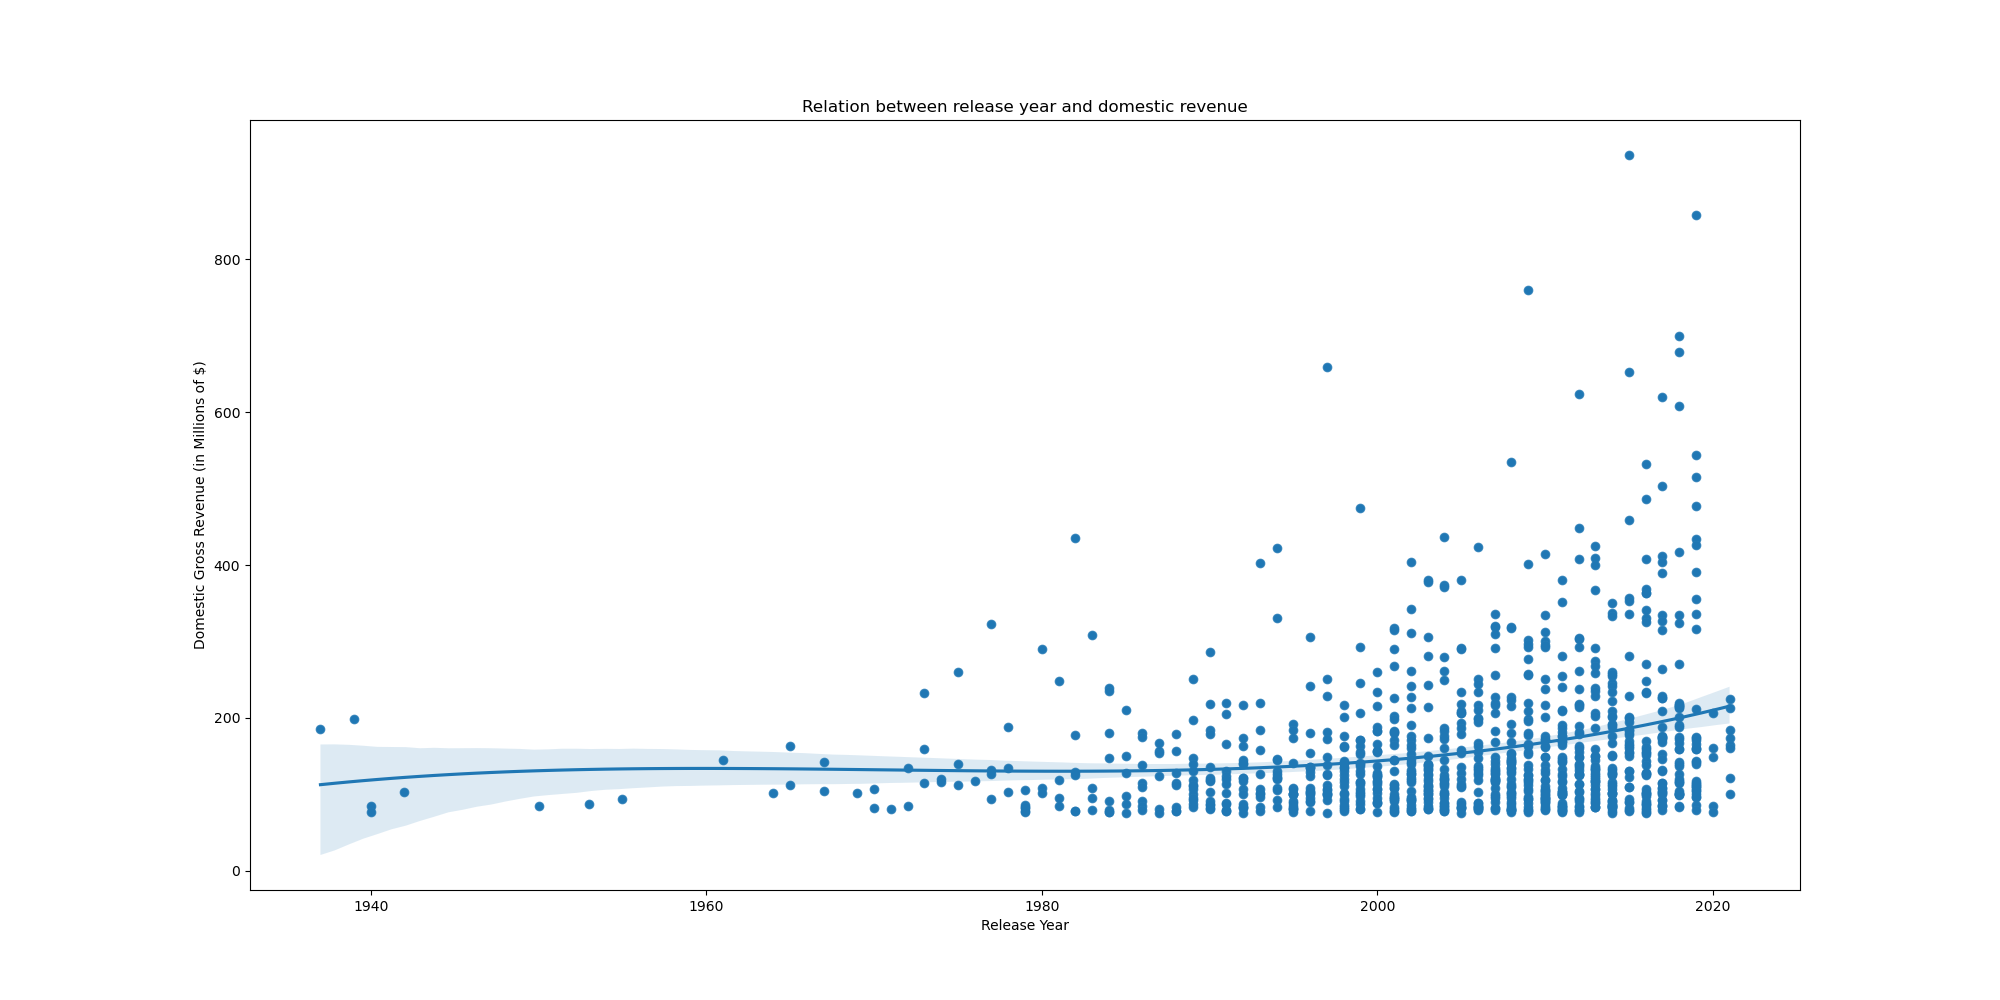 Relation between release year and domestic revenue
Domestic Gross Revenue (in Millions of $)
800
600
400
200
0
1940 1960 1980 2000 2020
Release Year